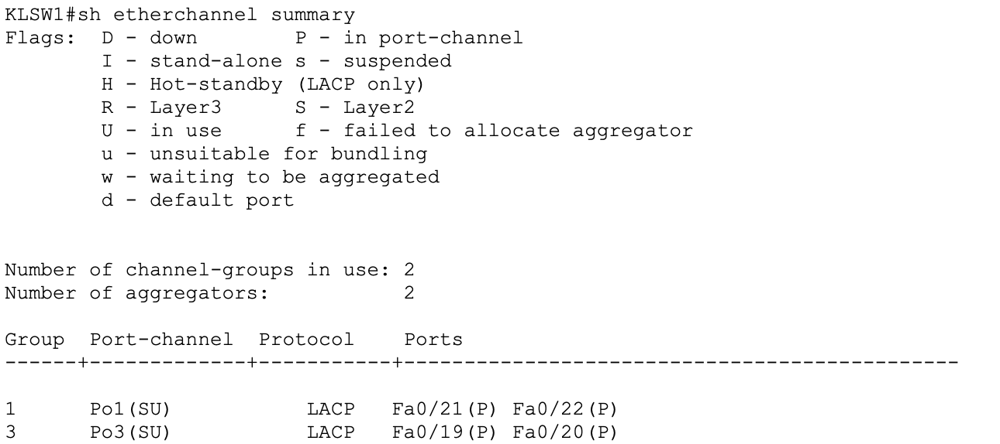 KLSW1#sh etherchannel summary
Flags:  D - down        P - in port-channel
        I - stand-alone s - suspended
        H - Hot-standby (LACP only)
        R - Layer3      S - Layer2
        U - in use      f - failed to allocate aggregator
        u - unsuitable for bundling
        w - waiting to be aggregated
        d - default port
Number of channel-groups in use: 2
Number of aggregators:           2
Group  Port-channel  Protocol    Ports
------+-------------+-----------+----------------------------------------------
1      Po1(SU)           LACP   Fa0/21(P) Fa0/22(P)
3      Po3(SU)           LACP   Fa0/19(P) Fa0/20(P)